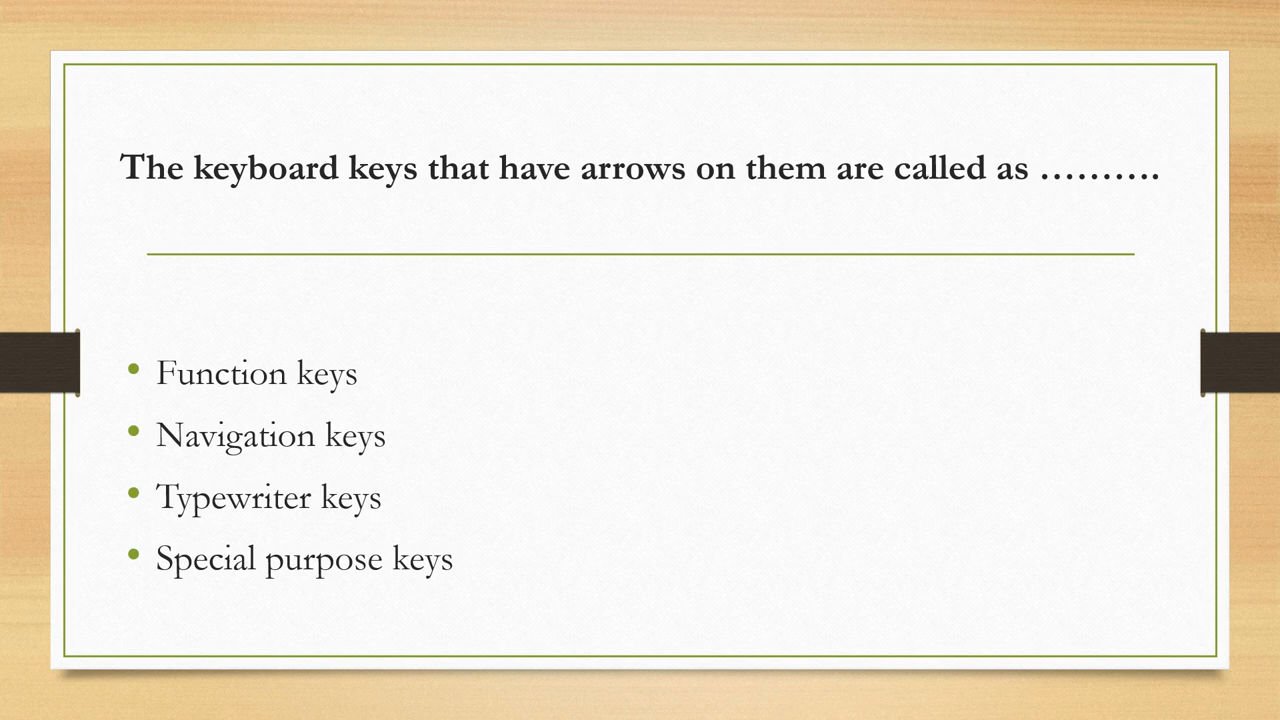 The keyboard keys that have arrows on them are called as ……….
• Function keys
• Navigation keys
• Typewriter keys
• Special purpose keys